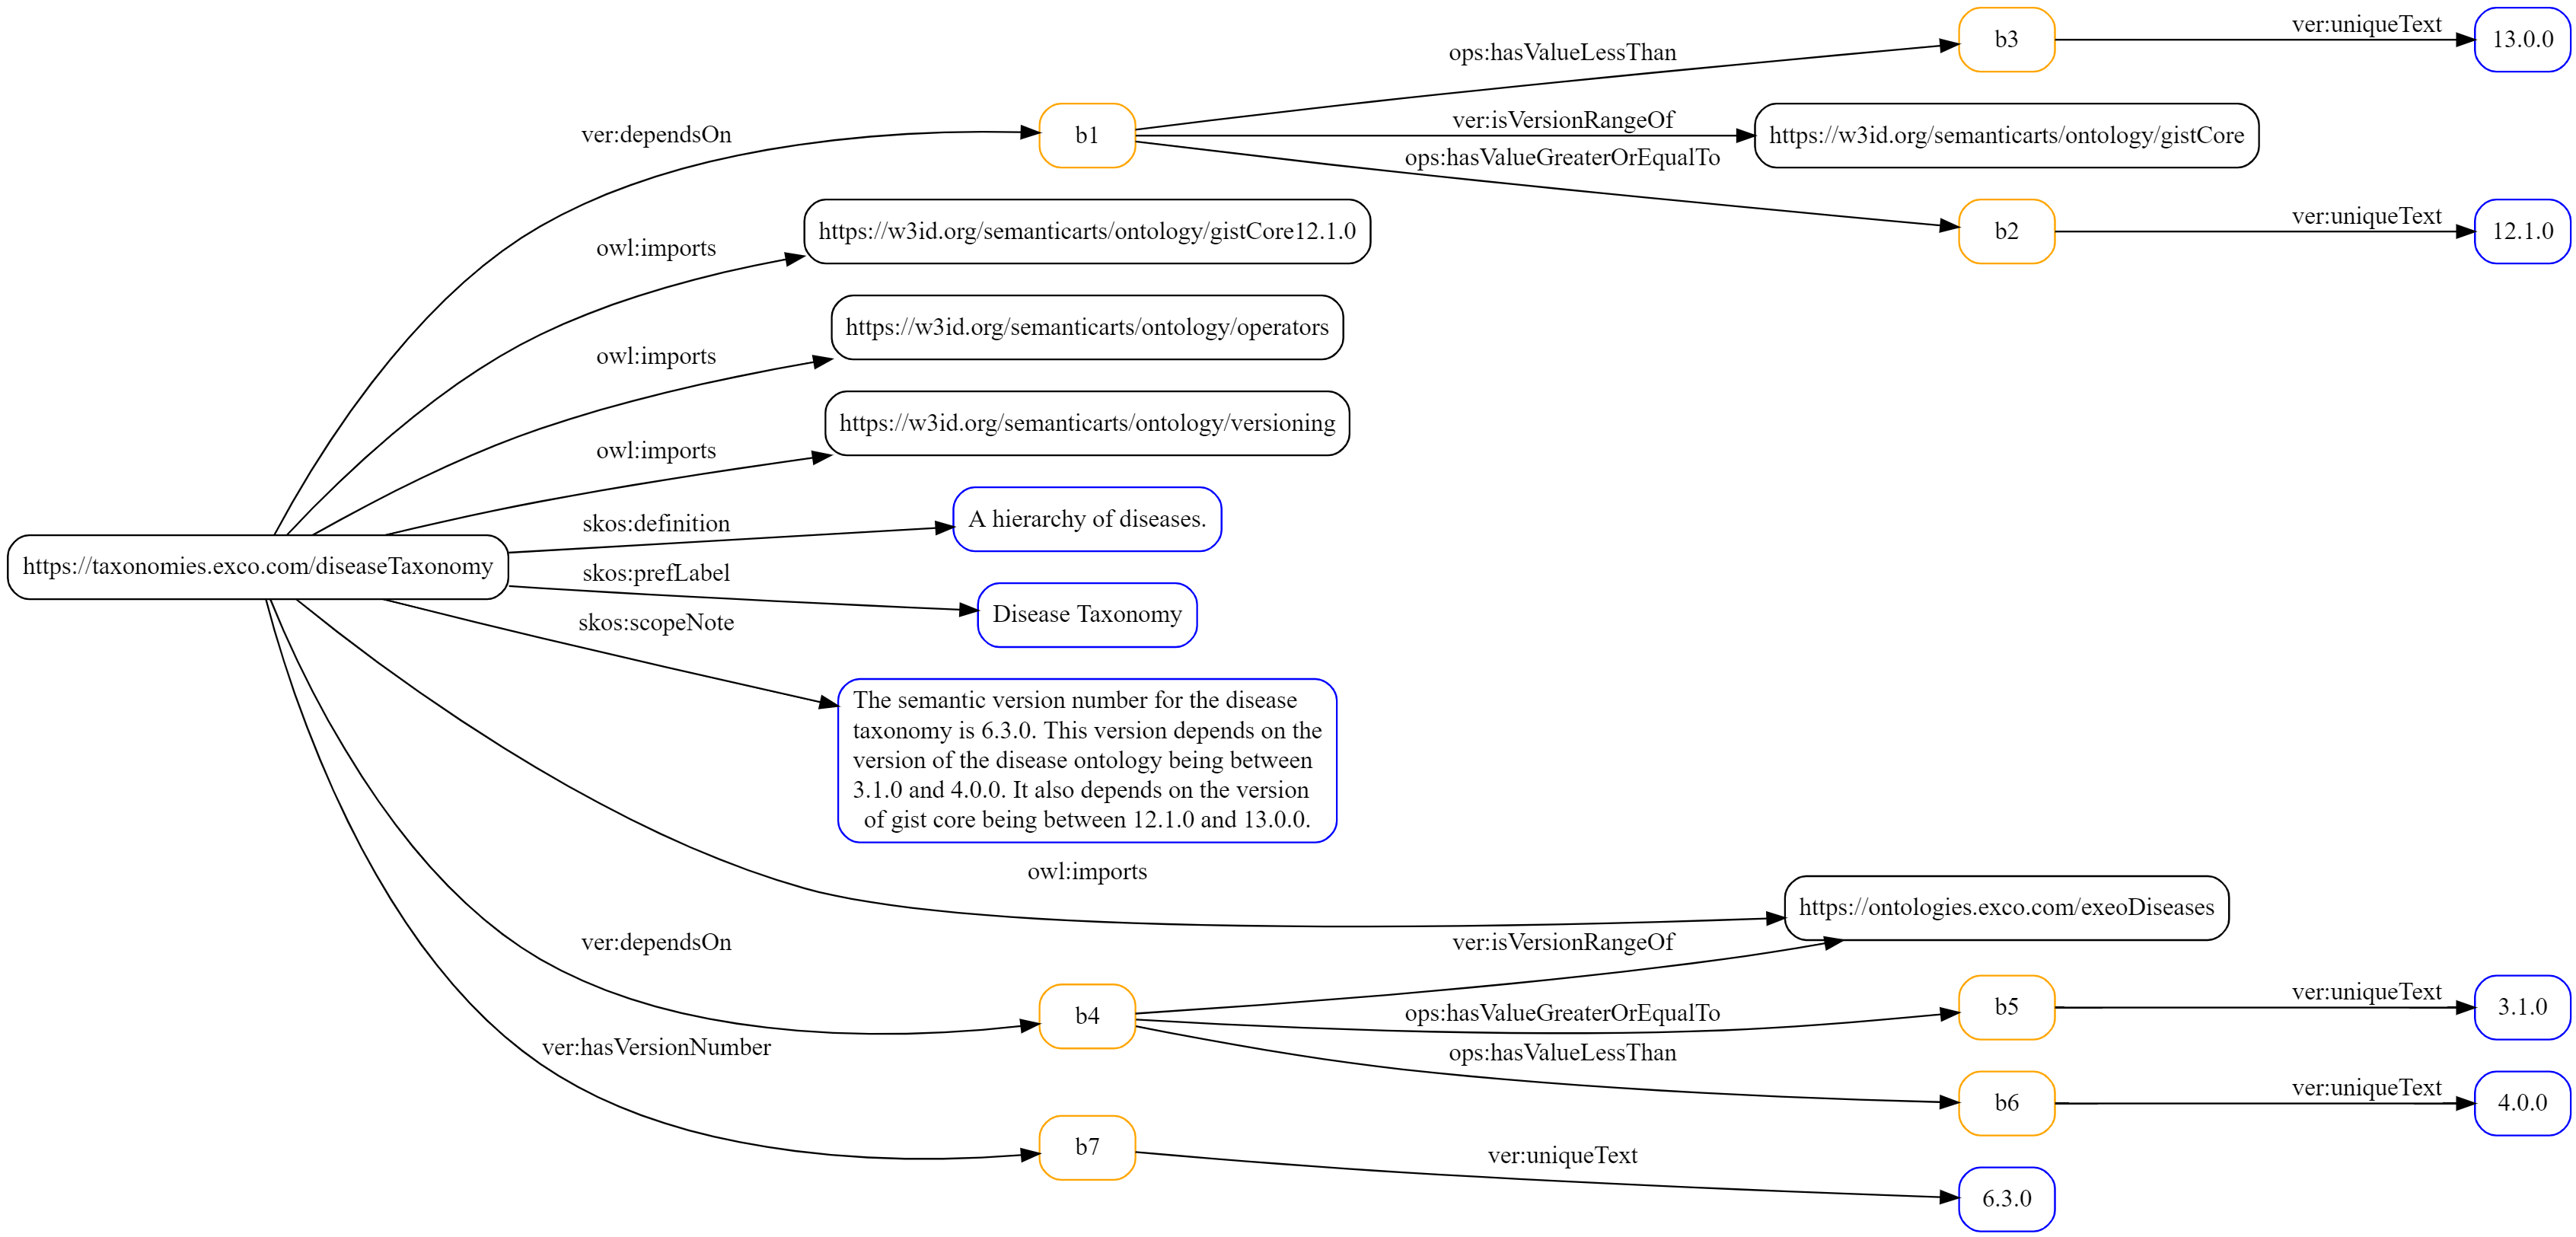 b3
ver:uniqueText
13.0.0
ops:hasValueLessThan
ver:dependsOn
b1
ver:isVersionRangeOf
https://w3id.org/semanticarts/ontology/gistCore
ops:hasValueGreaterOrEqualTo
b2
ver:uniqueText
12.1.0
owl:imports
https://w3id.org/semanticarts/ontology/gistCore12.1.0
owl:imports
https://w3id.org/semanticarts/ontology/operators
owl:imports
https://w3id.org/semanticarts/ontology/versioning
https://taxonomies.exco.com/diseaseTaxonomy
skos:definition
A hierarchy of diseases.
skos:prefLabel
Disease Taxonomy
skos:scopeNote
The semantic version number for the disease
taxonomy is 6.3.0. This version depends on the
version of the disease ontology being between
3.1.0 and 4.0.0. It also depends on the version
of gist core being between 12.1.0 and 13.0.0.
owl:imports
https://ontologies.exco.com/exeoDiseases
ver:dependsOn
b4
ver:isVersionRangeOf
ops:hasValueGreaterOrEqualTo
b5
ver:uniqueText
3.1.0
ops:hasValueLessThan
b6
ver:uniqueText
4.0.0
ver:hasVersionNumber
b7
ver:uniqueText
6.3.0